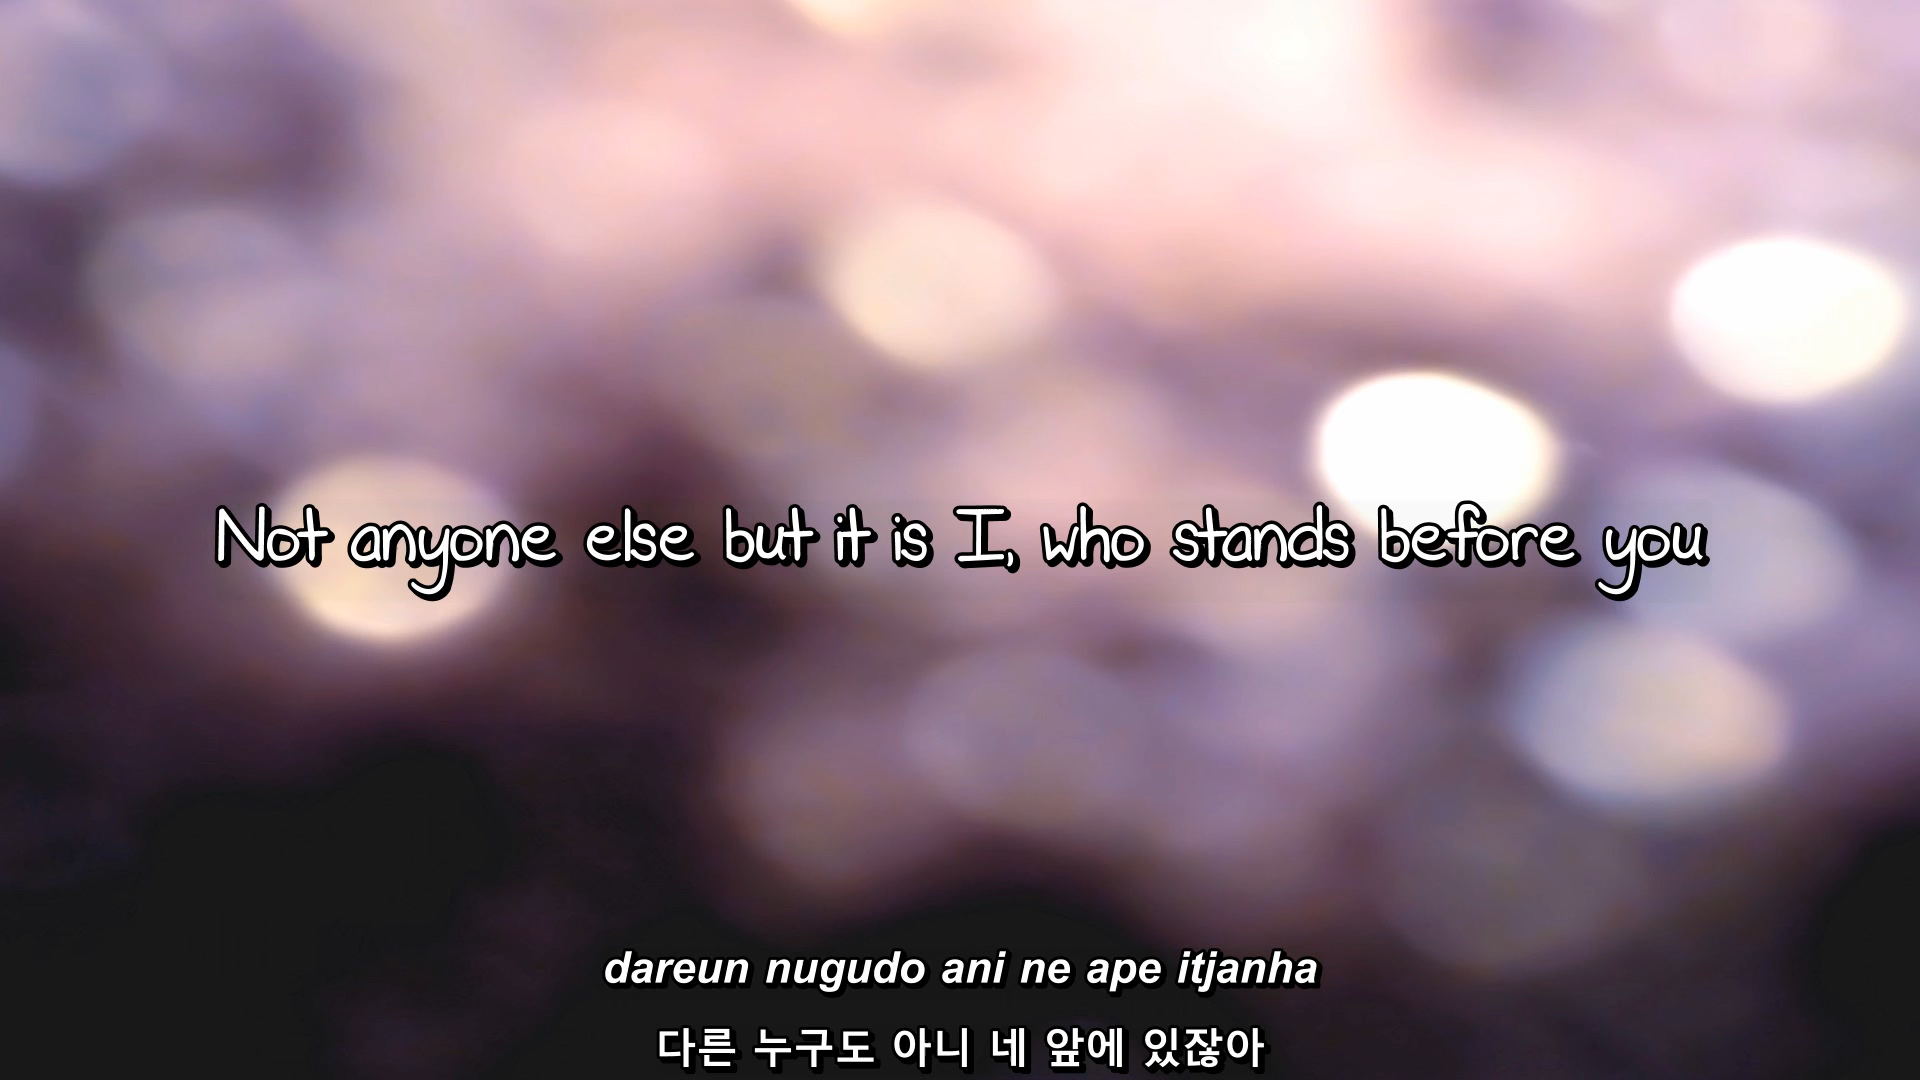 Not anyone else but it is I, who stands before you
dareun nugudo ani ne ape itjanha
다른 누구도 아니 네 앞에 있잖아